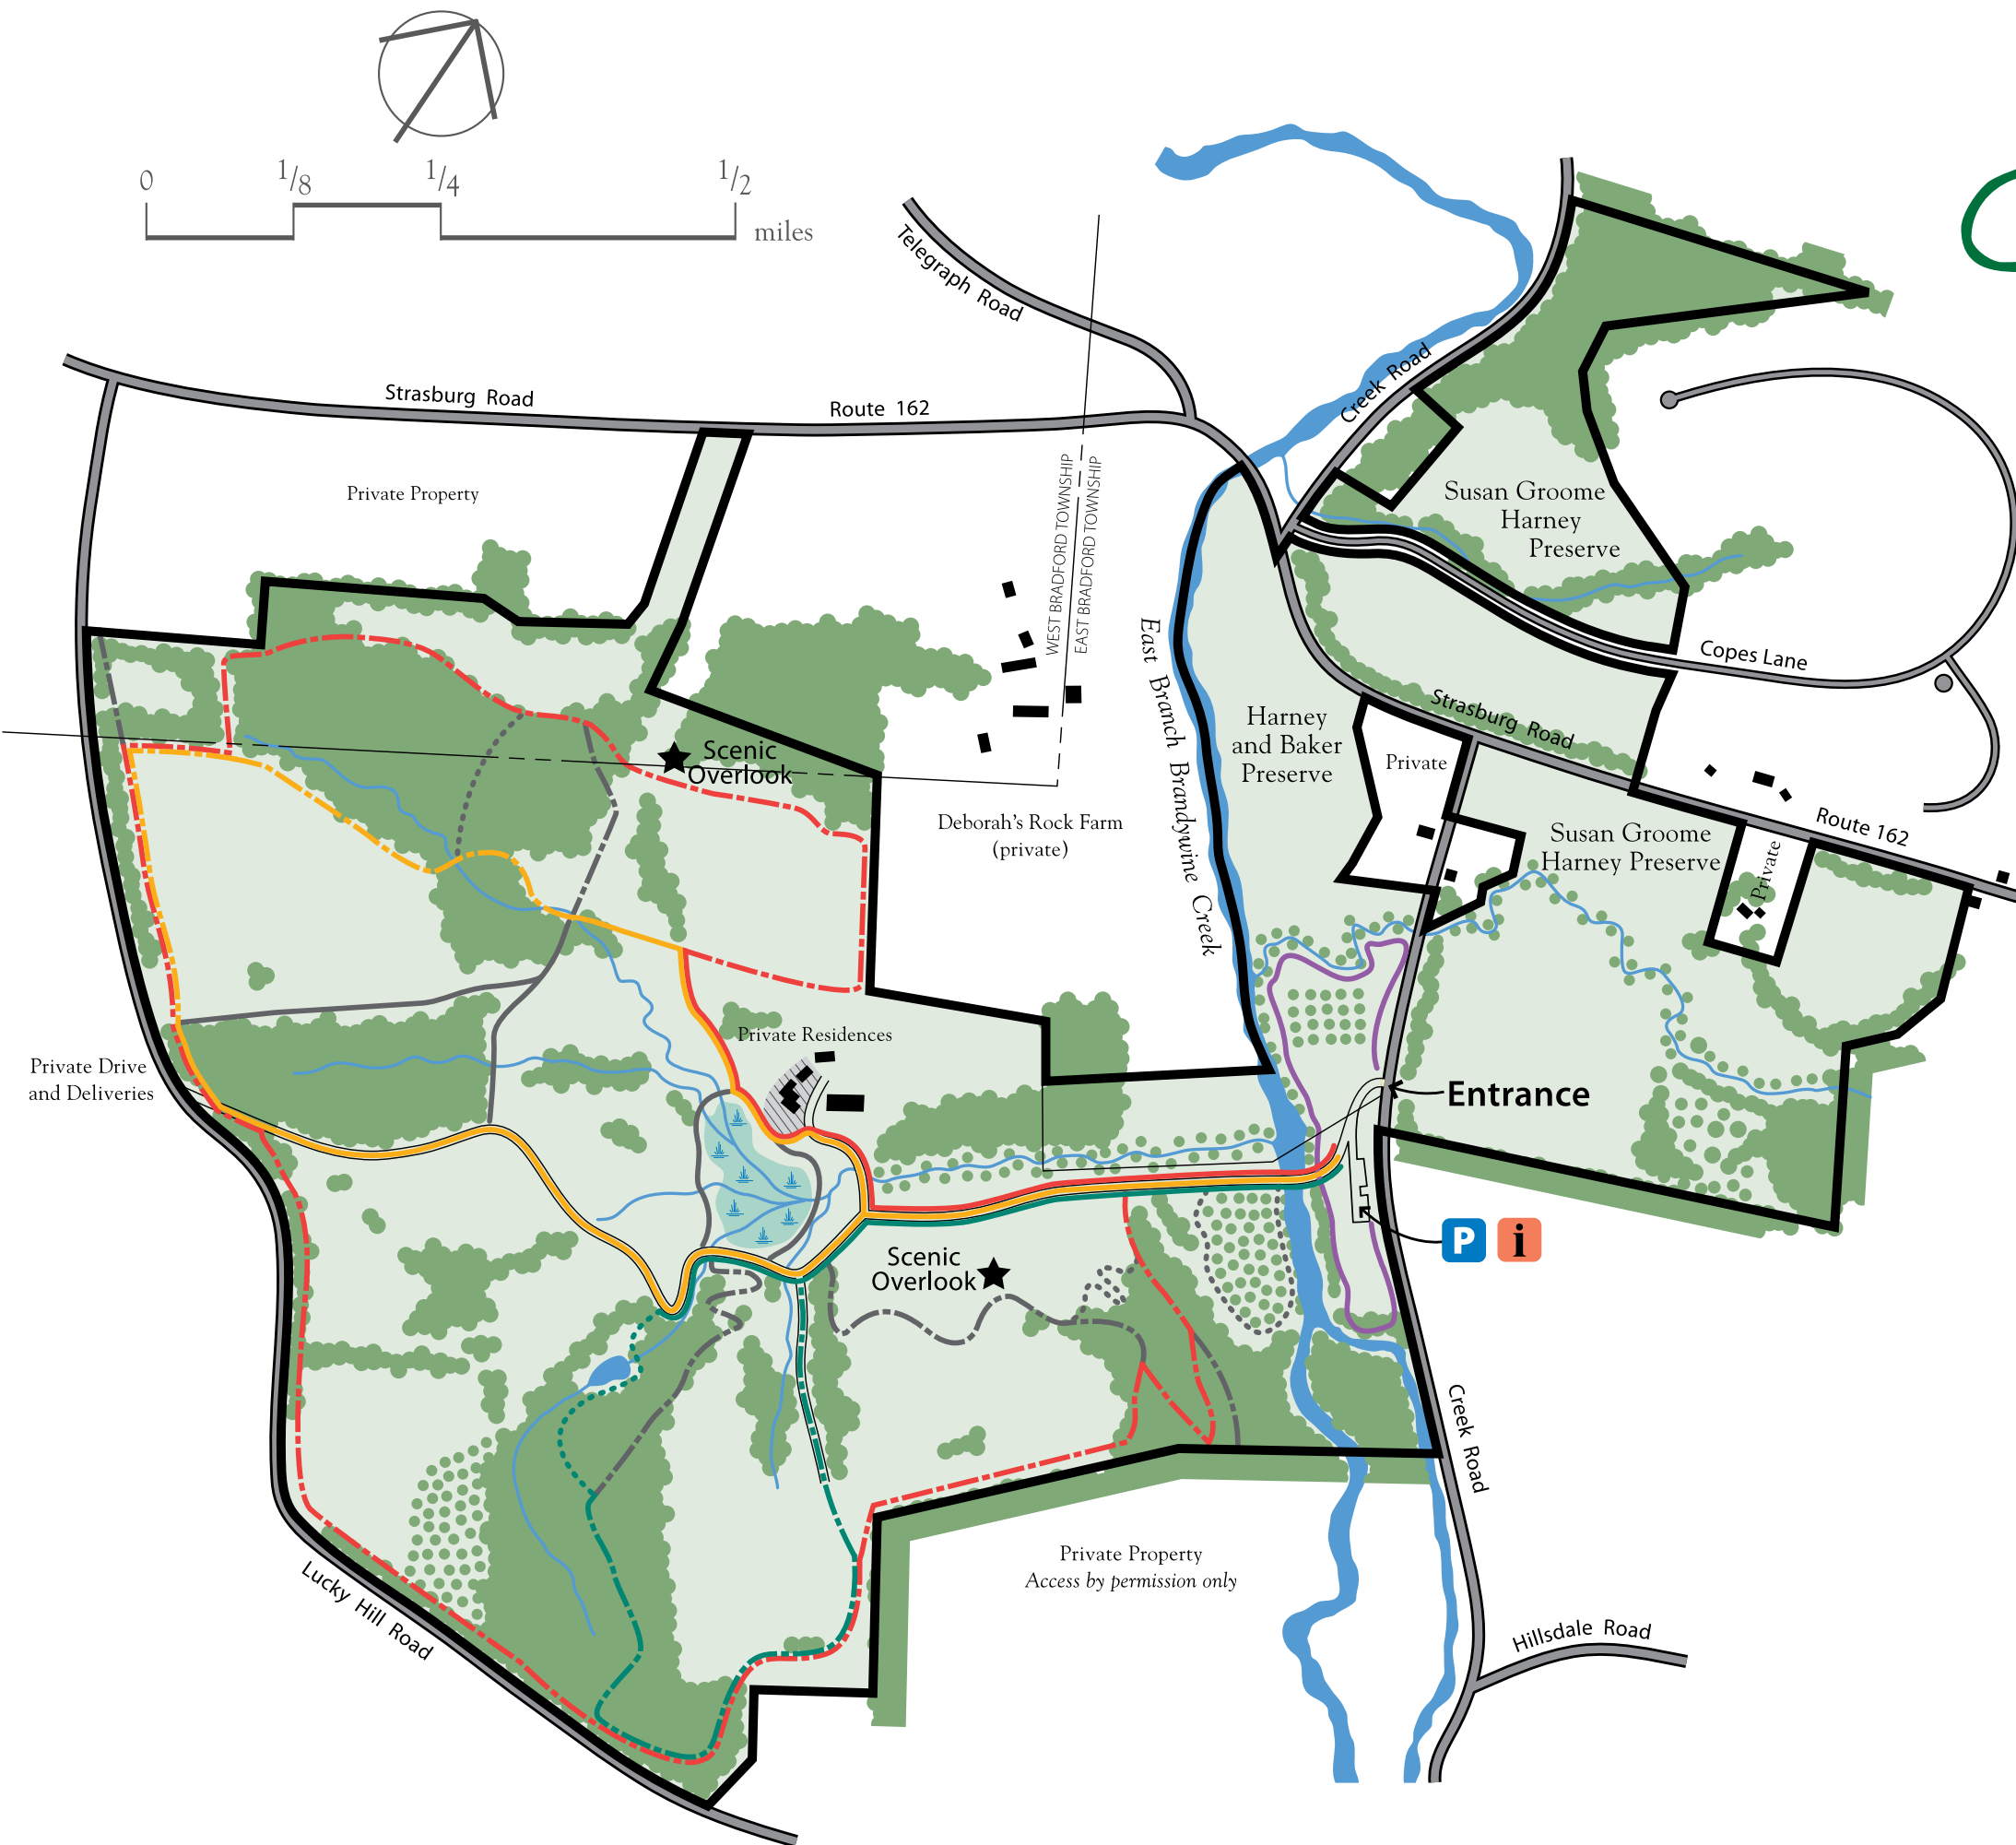 0
1/8
1/4
1/2
miles
Telegraph Road
Strasburg Road
Route 162
Creek Road
Private Property
WEST BRADFORD TOWNSHIP
EAST BRADFORD TOWNSHIP
Susan Groome
Harney
Preserve
Copes Lane
East Branch Brandywine Creek
Harney
and Baker
Preserve
Strasburg Road
Private
Scenic
Overlook
Deborah's Rock Farm
(private)
Susan Groome
Harney Preserve
Private
Route 162
Private Residences
Private Drive
and Deliveries
Entrance
P
i
Scenic
Overlook
Creek Road
Private Property
Access by permission only
Lucky Hill Road
Hillsdale Road